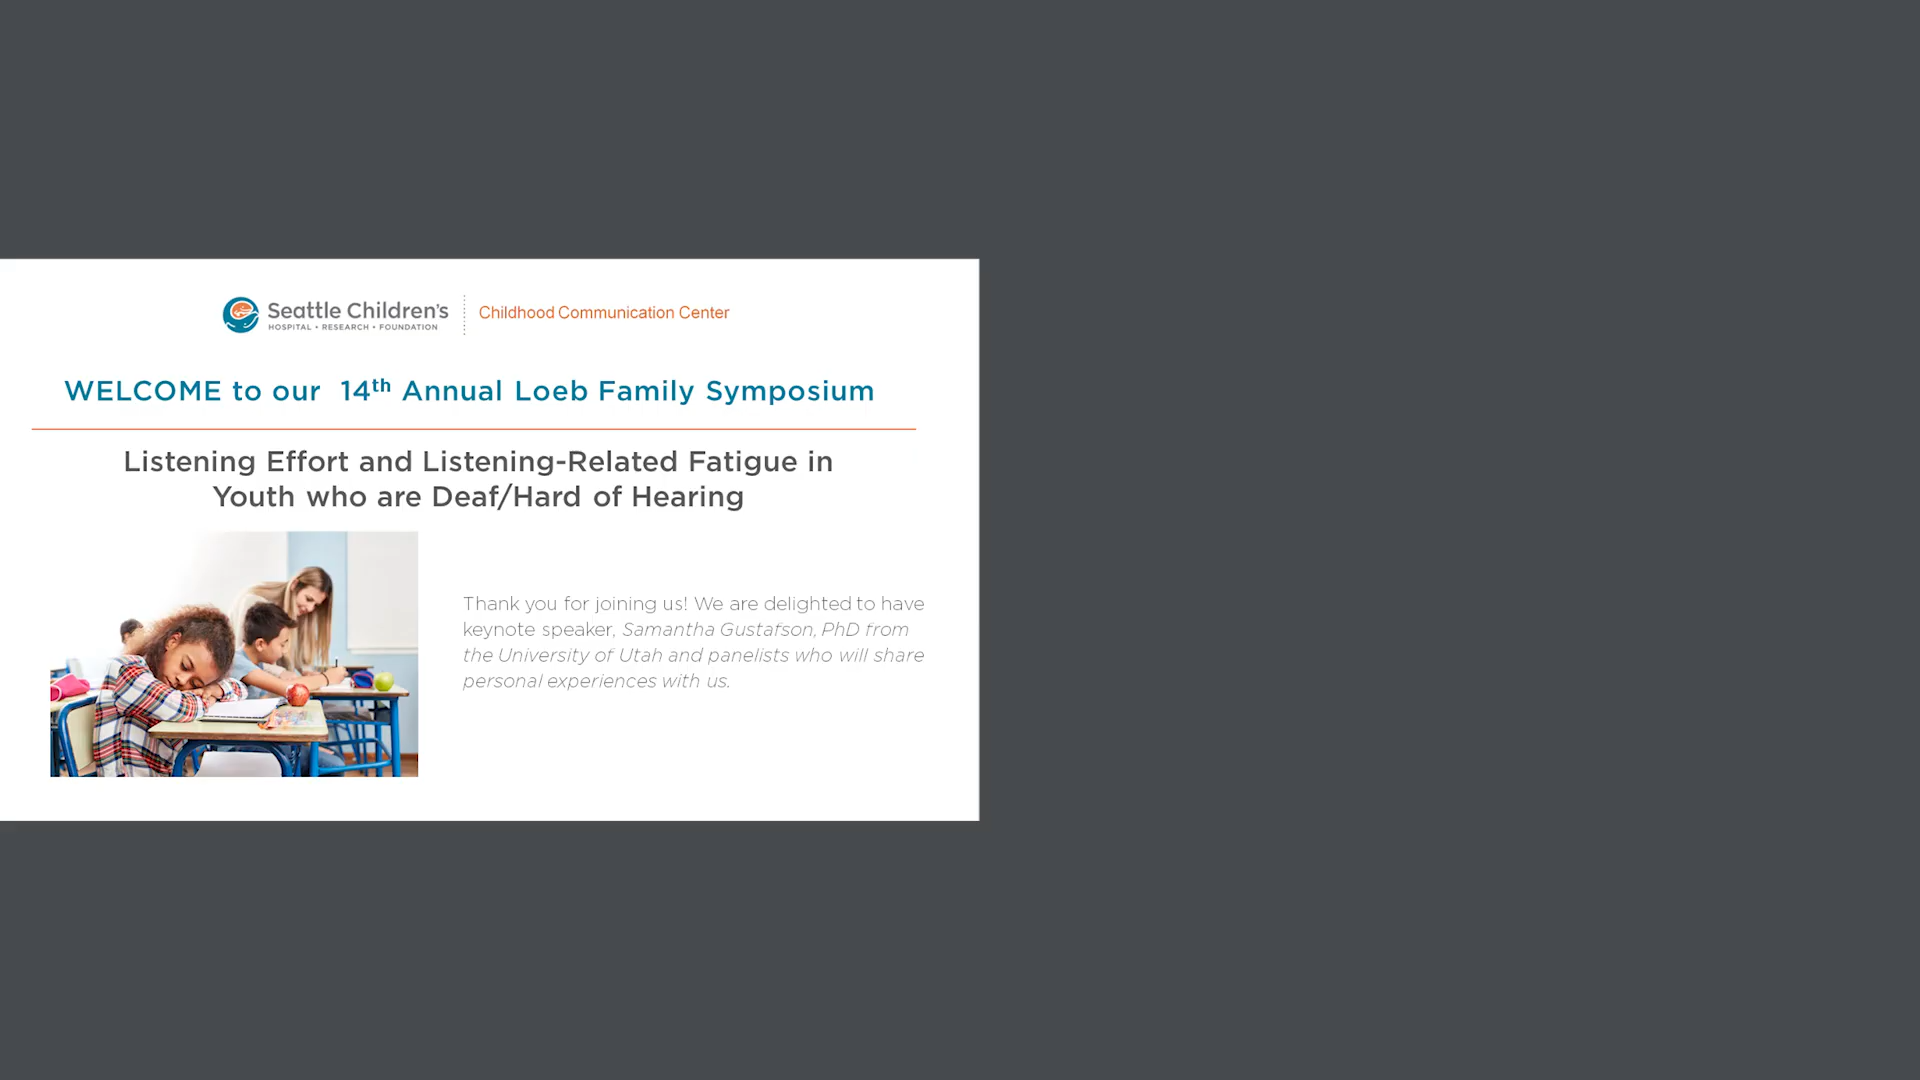 Seattle Children's
HOSPITAL • RESEARCH • FOUNDATION
Childhood Communication Center
WELCOME to our 14th Annual Loeb Family Symposium
Listening Effort and Listening-Related Fatigue in
Youth who are Deaf/Hard of Hearing
Thank you for joining us! We are delighted to have
keynote speaker, Samantha Gustafson, PhD from
the University of Utah and panelists who will share
personal experiences with us.